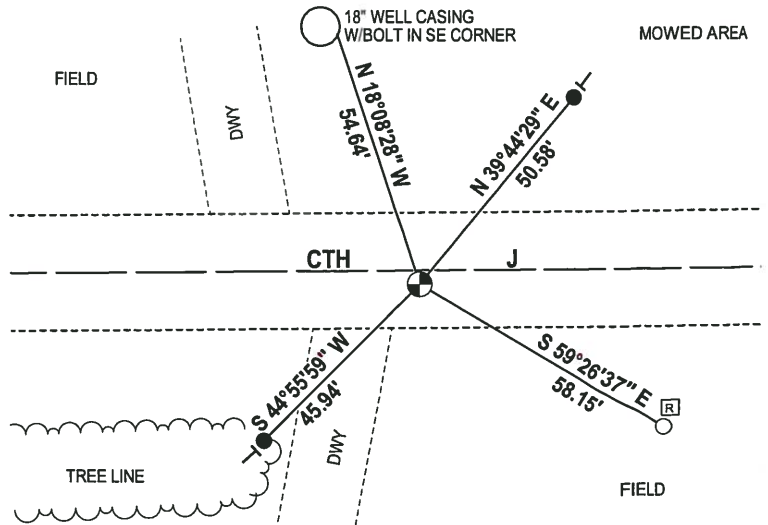 18" WELL CASING
W/BOLT IN SE CORNER
MOWED AREA
FIELD
DWY
N 18°08'28" W
54.64'
N 39°44'29" E
50.58'
CTH J
S 44°55'59" W
45.94'
S 59°26'37" E
58.15'
R
DWY
TREE LINE
FIELD